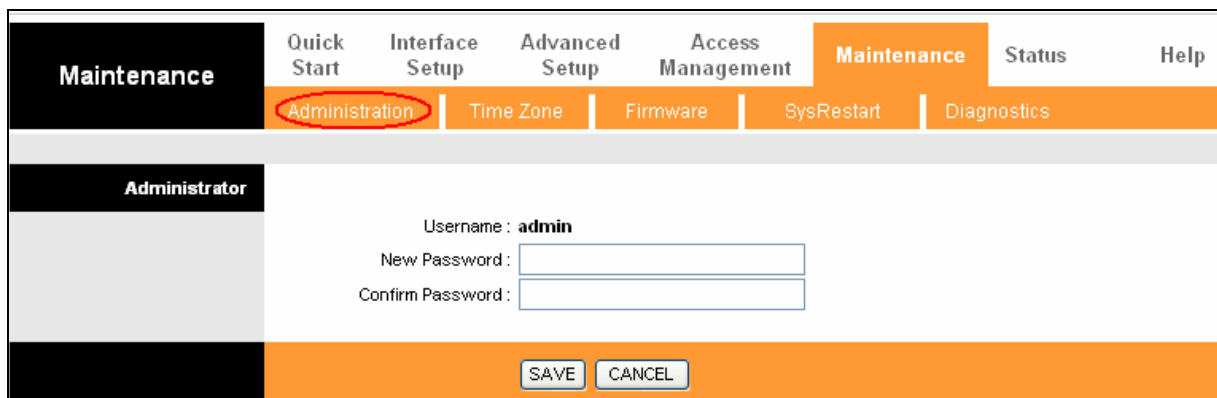 Maintenance
Quick Start
Interface Setup
Advanced Setup
Access Management
Maintenance
Status
Help
Administration
Time Zone
Firmware
SysRestart
Diagnostics
Administrator
Username : admin
New Password :
Confirm Password :
SAVE
CANCEL